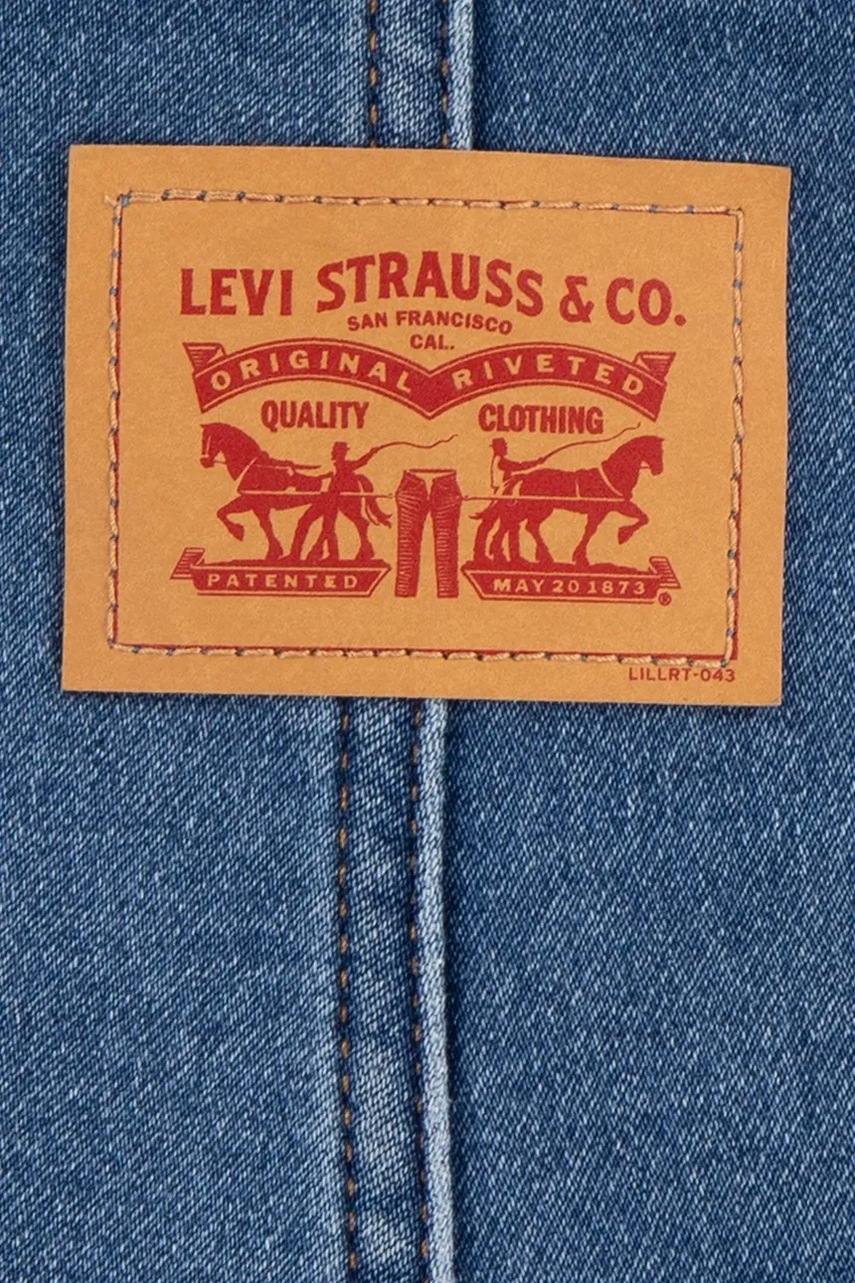 LEVI STRAUSS & CO.
SAN FRANCISCO
CAL.
ORIGINAL RIVETED
QUALITY CLOTHING
PATENTED MAY 20 1873 ®
LILLRT-043